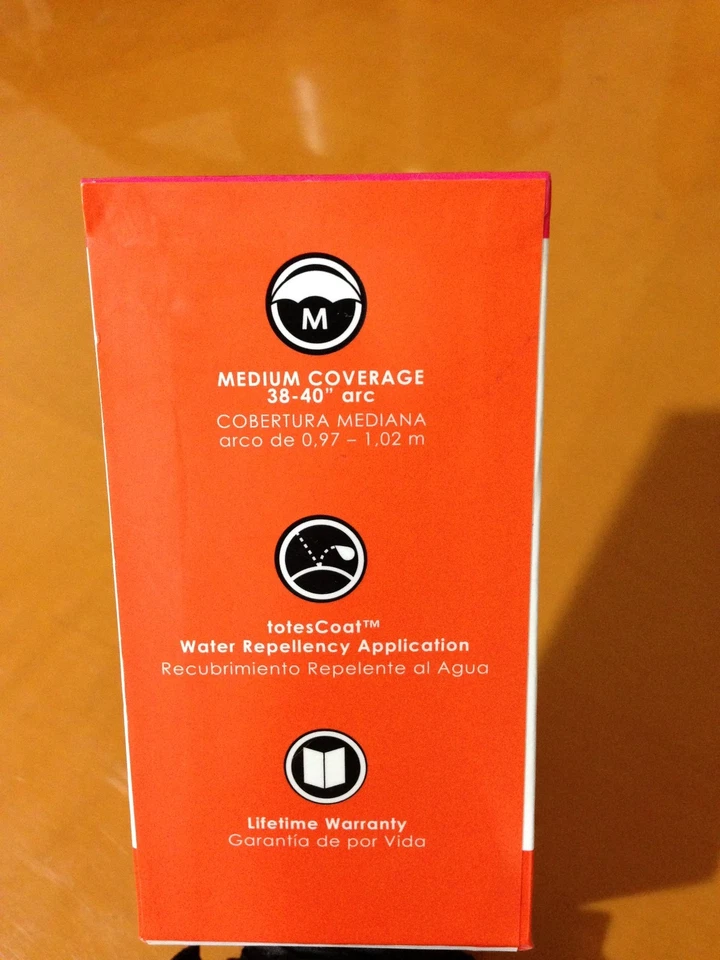 M
MEDIUM COVERAGE
38-40" arc
COBERTURA MEDIANA
arco de 0,97 – 1,02 m
totesCoat™
Water Repellency Application
Recubrimiento Repelente al Agua
Lifetime Warranty
Garantía de por Vida